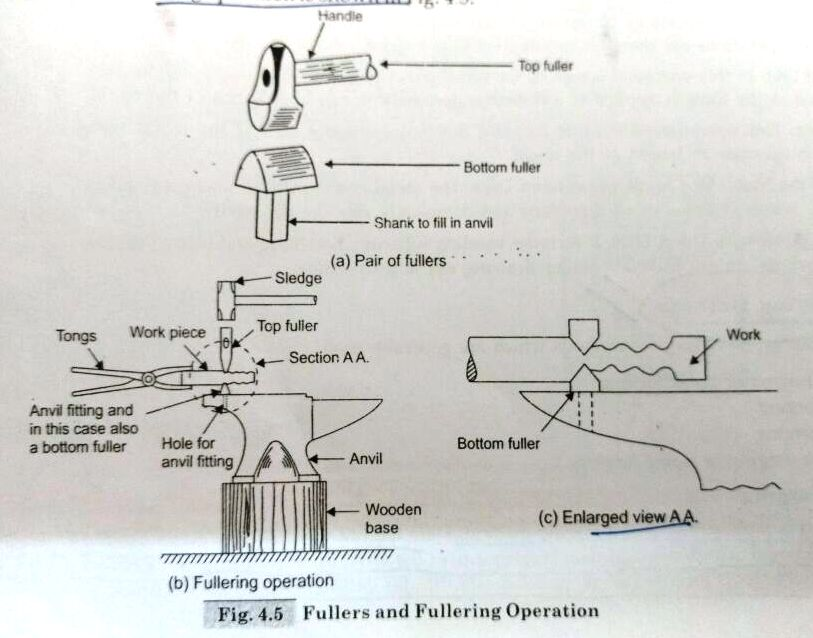 Handle
Top fuller
Bottom fuller
Shank to fill in anvil
(a) Pair of fullers
Sledge
Tongs
Work piece
Top fuller
Section A A.
Work
Anvil fitting and
in this case also
a bottom fuller
Hole for
anvil fitting
Anvil
Bottom fuller
Wooden
base
(c) Enlarged view A A.
(b) Fullering operation
Fig. 4.5 Fullers and Fullering Operation